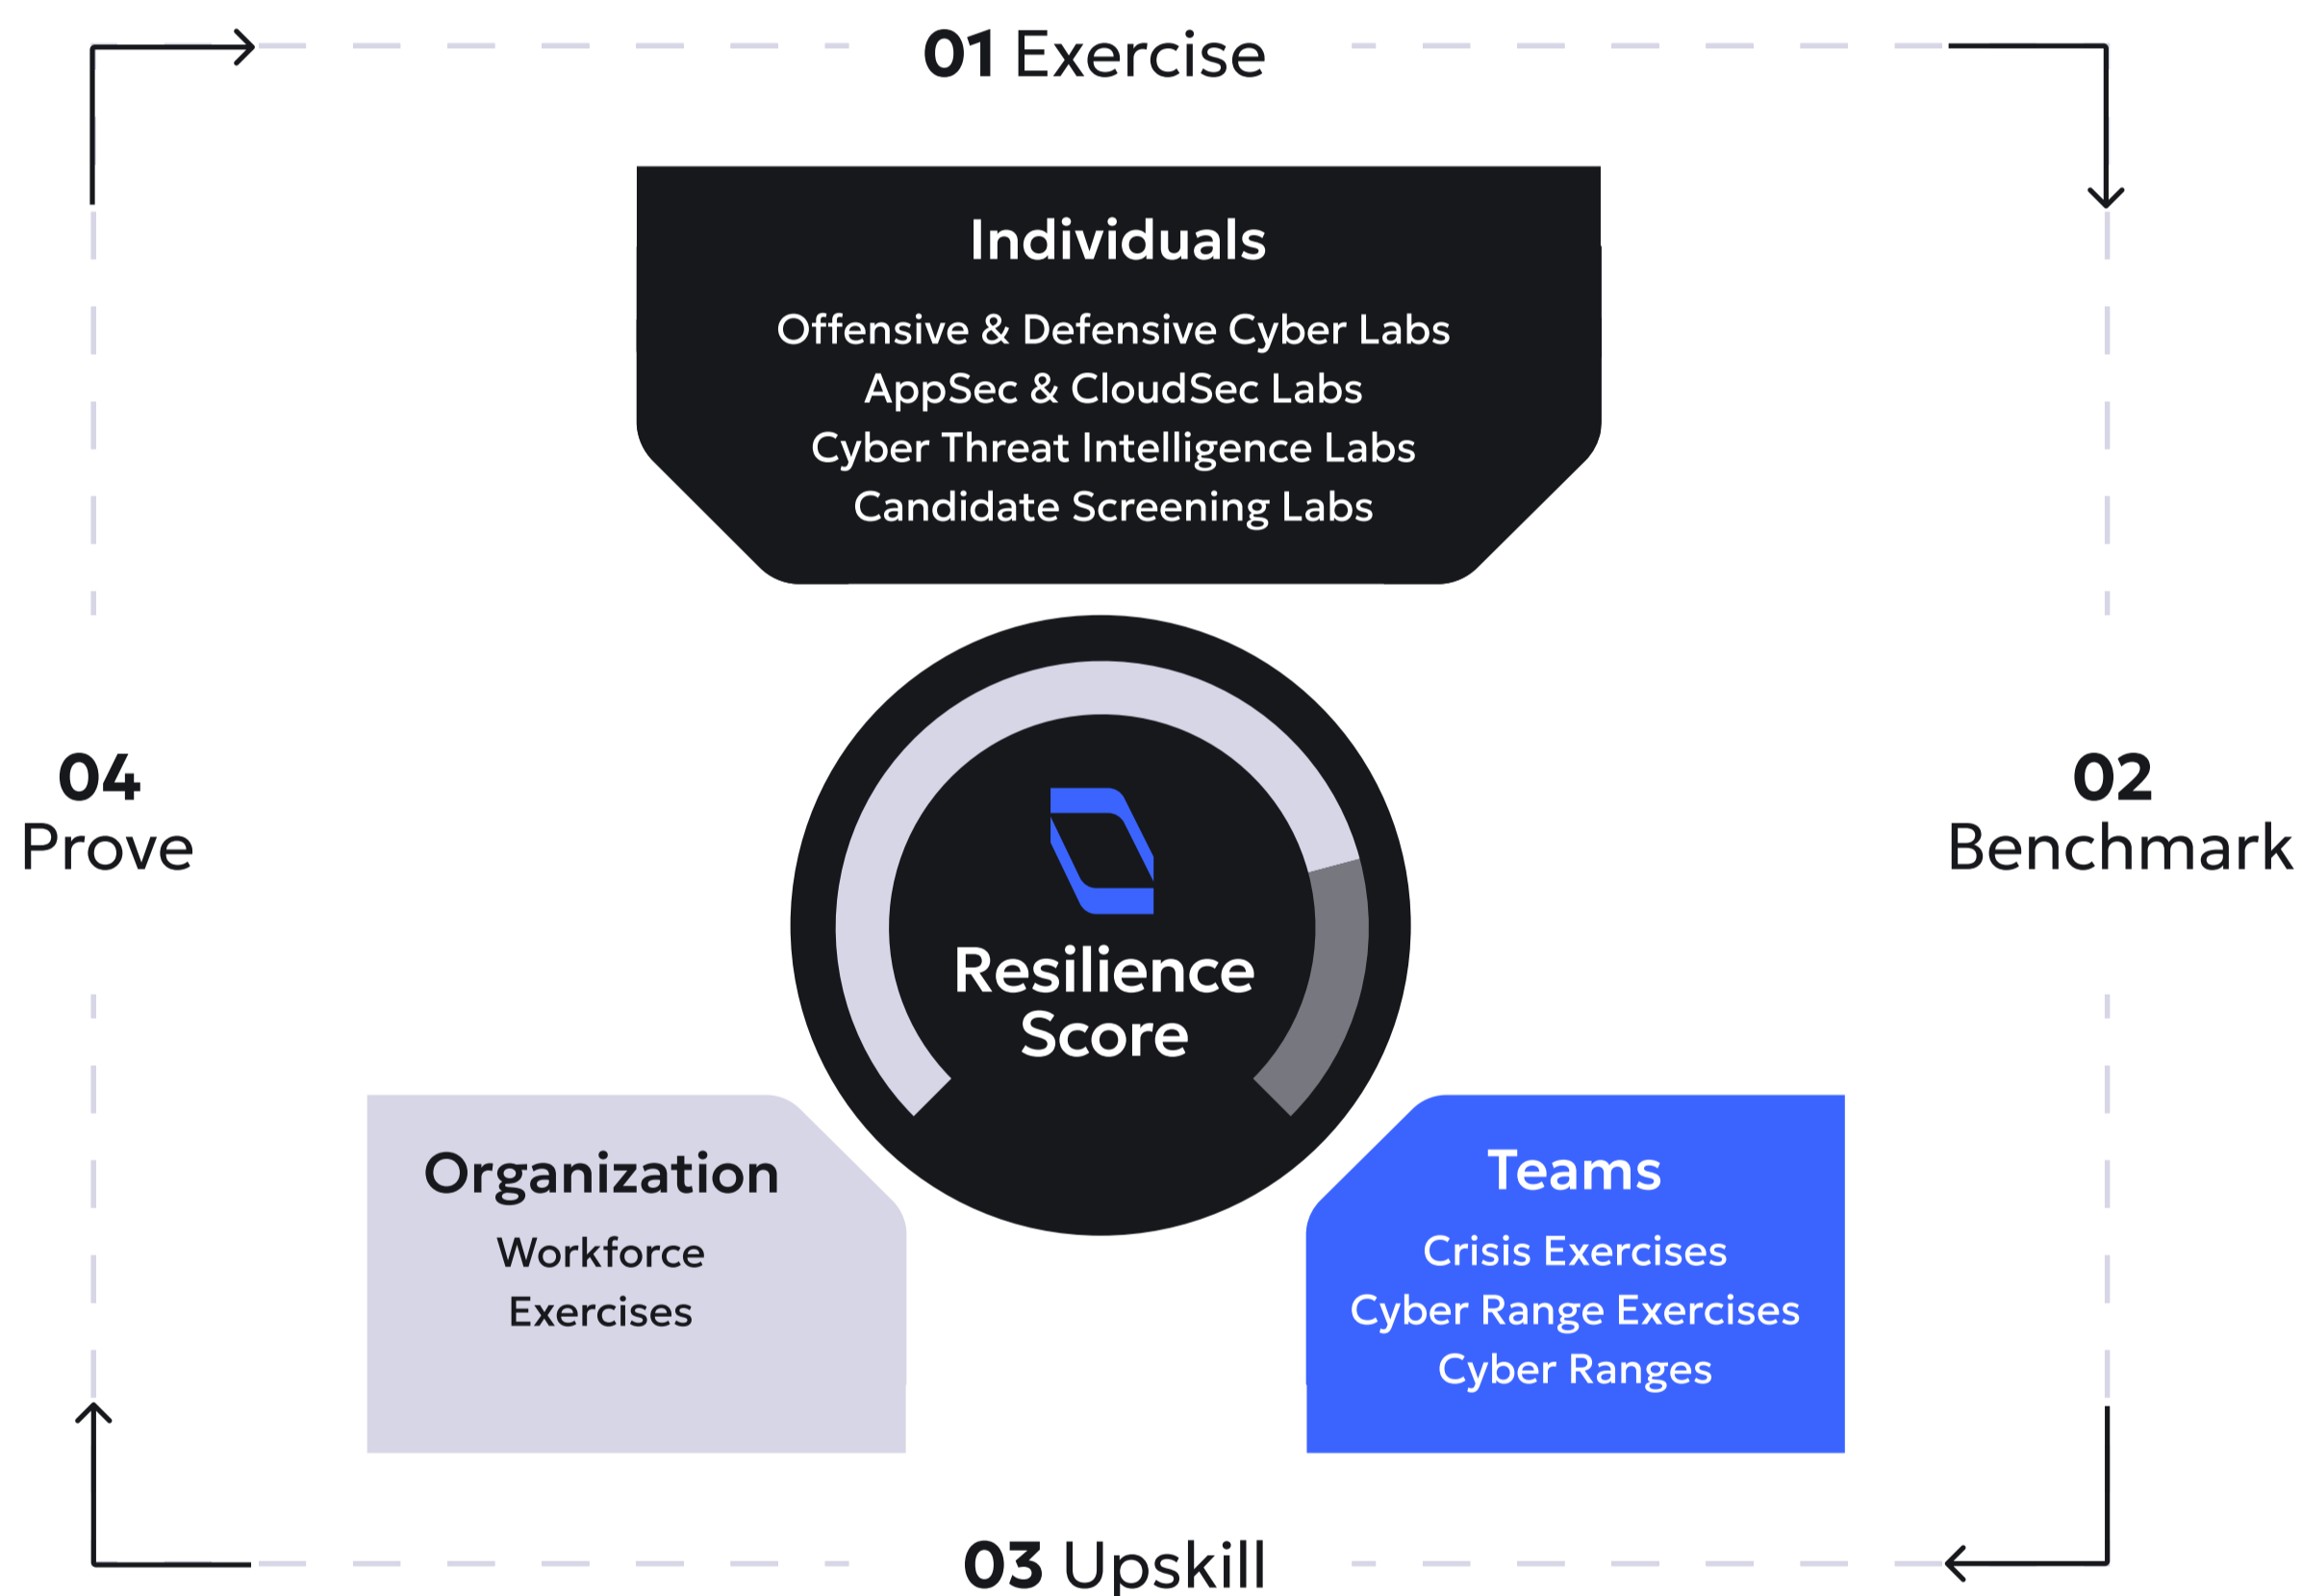 01 Exercise
Individuals
Offensive & Defensive Cyber Labs
AppSec & CloudSec Labs
Cyber Threat Intelligence Labs
Candidate Screening Labs
04
Prove
02
Benchmark
Resilience
Score
Organization
Workforce
Exercises
Teams
Crisis Exercises
Cyber Range Exercises
Cyber Ranges
03 Upskill